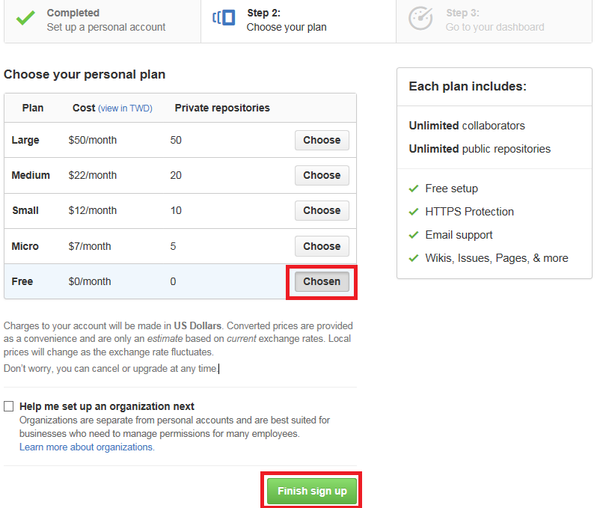 Completed
Set up a personal account
Step 2:
Choose your plan
Step 3:
Go to your dashboard
Choose your personal plan
Plan Cost (view in TWD) Private repositories
Large $50/month 50 Choose
Medium $22/month 20 Choose
Small $12/month 10 Choose
Micro $7/month 5 Choose
Free $0/month 0 Chosen
Charges to your account will be made in US Dollars. Converted prices are provided
as a convenience and are only an estimate based on current exchange rates. Local
prices will change as the exchange rate fluctuates.
Don't worry, you can cancel or upgrade at any time.
Help me set up an organization next
Organizations are separate from personal accounts and are best suited for
businesses who need to manage permissions for many employees.
Learn more about organizations.
Finish sign up
Each plan includes:
Unlimited collaborators
Unlimited public repositories
Free setup
HTTPS Protection
Email support
Wikis, Issues, Pages, & more